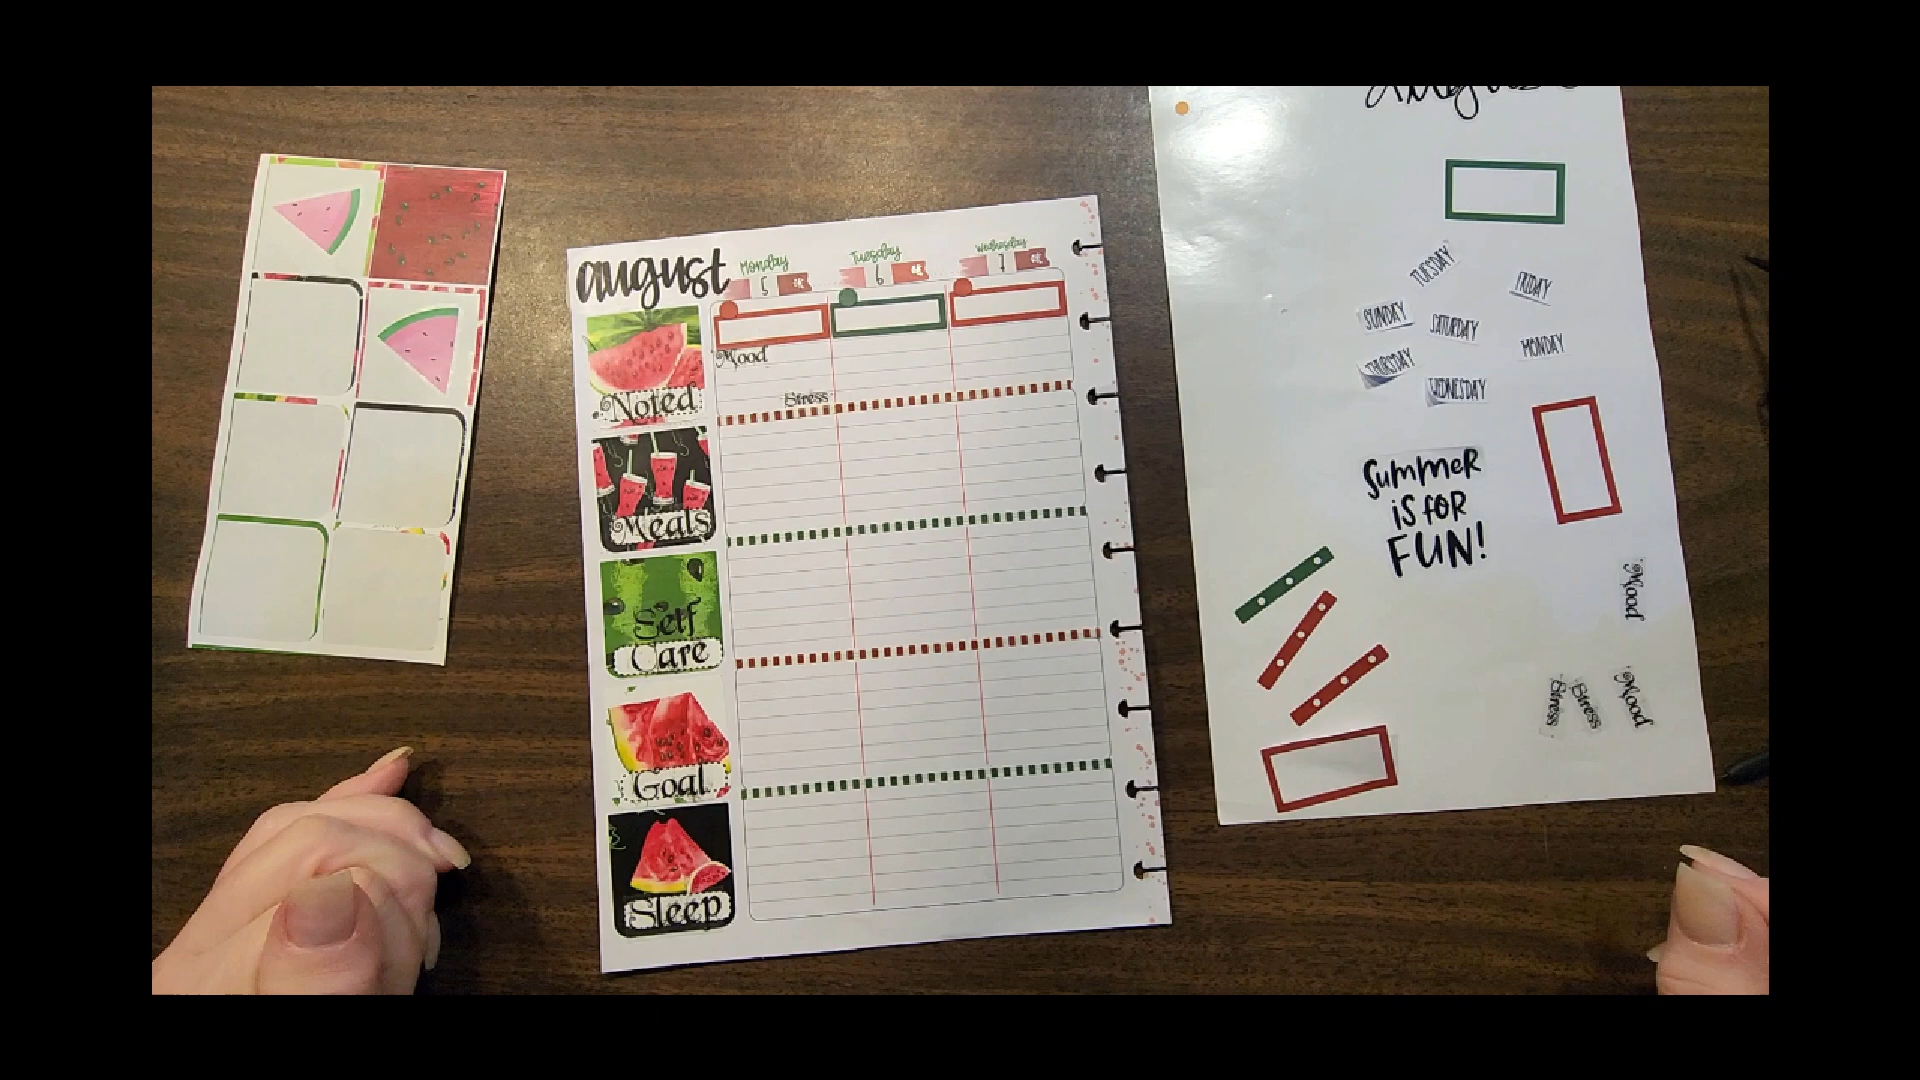 august
Monday
Tuesday
Wednesday
5
6
7
Mood
Stress
Noted
Meals
Self
Care
Goal
Sleep
TUESDAY
FRIDAY
SUNDAY
SATURDAY
MONDAY
THURSDAY
WEDNESDAY
Summer
is for
FUN!
Mood
Mood
Stress
Stress